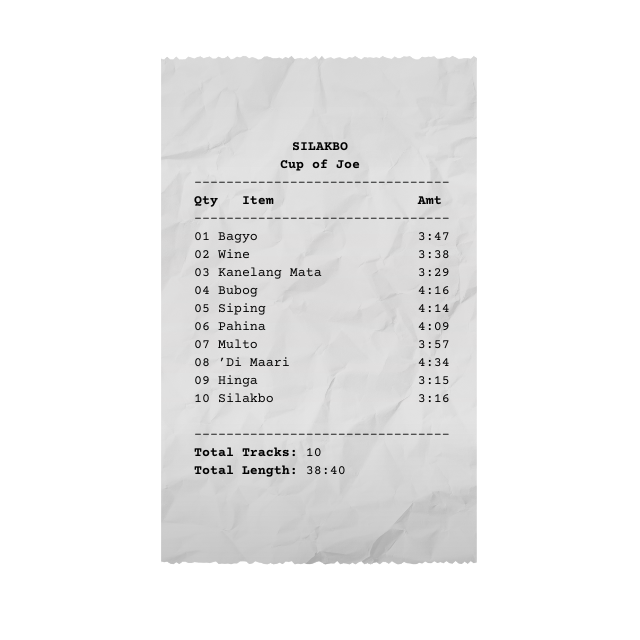 SILAKBO
Cup of Joe
--------------------------------
Qty Item Amt
--------------------------------
01 Bagyo 3:47
02 Wine 3:38
03 Kanelang Mata 3:29
04 Bubog 4:16
05 Siping 4:14
06 Pahina 4:09
07 Multo 3:57
08 ’Di Maari 4:34
09 Hinga 3:15
10 Silakbo 3:16
--------------------------------
Total Tracks: 10
Total Length: 38:40